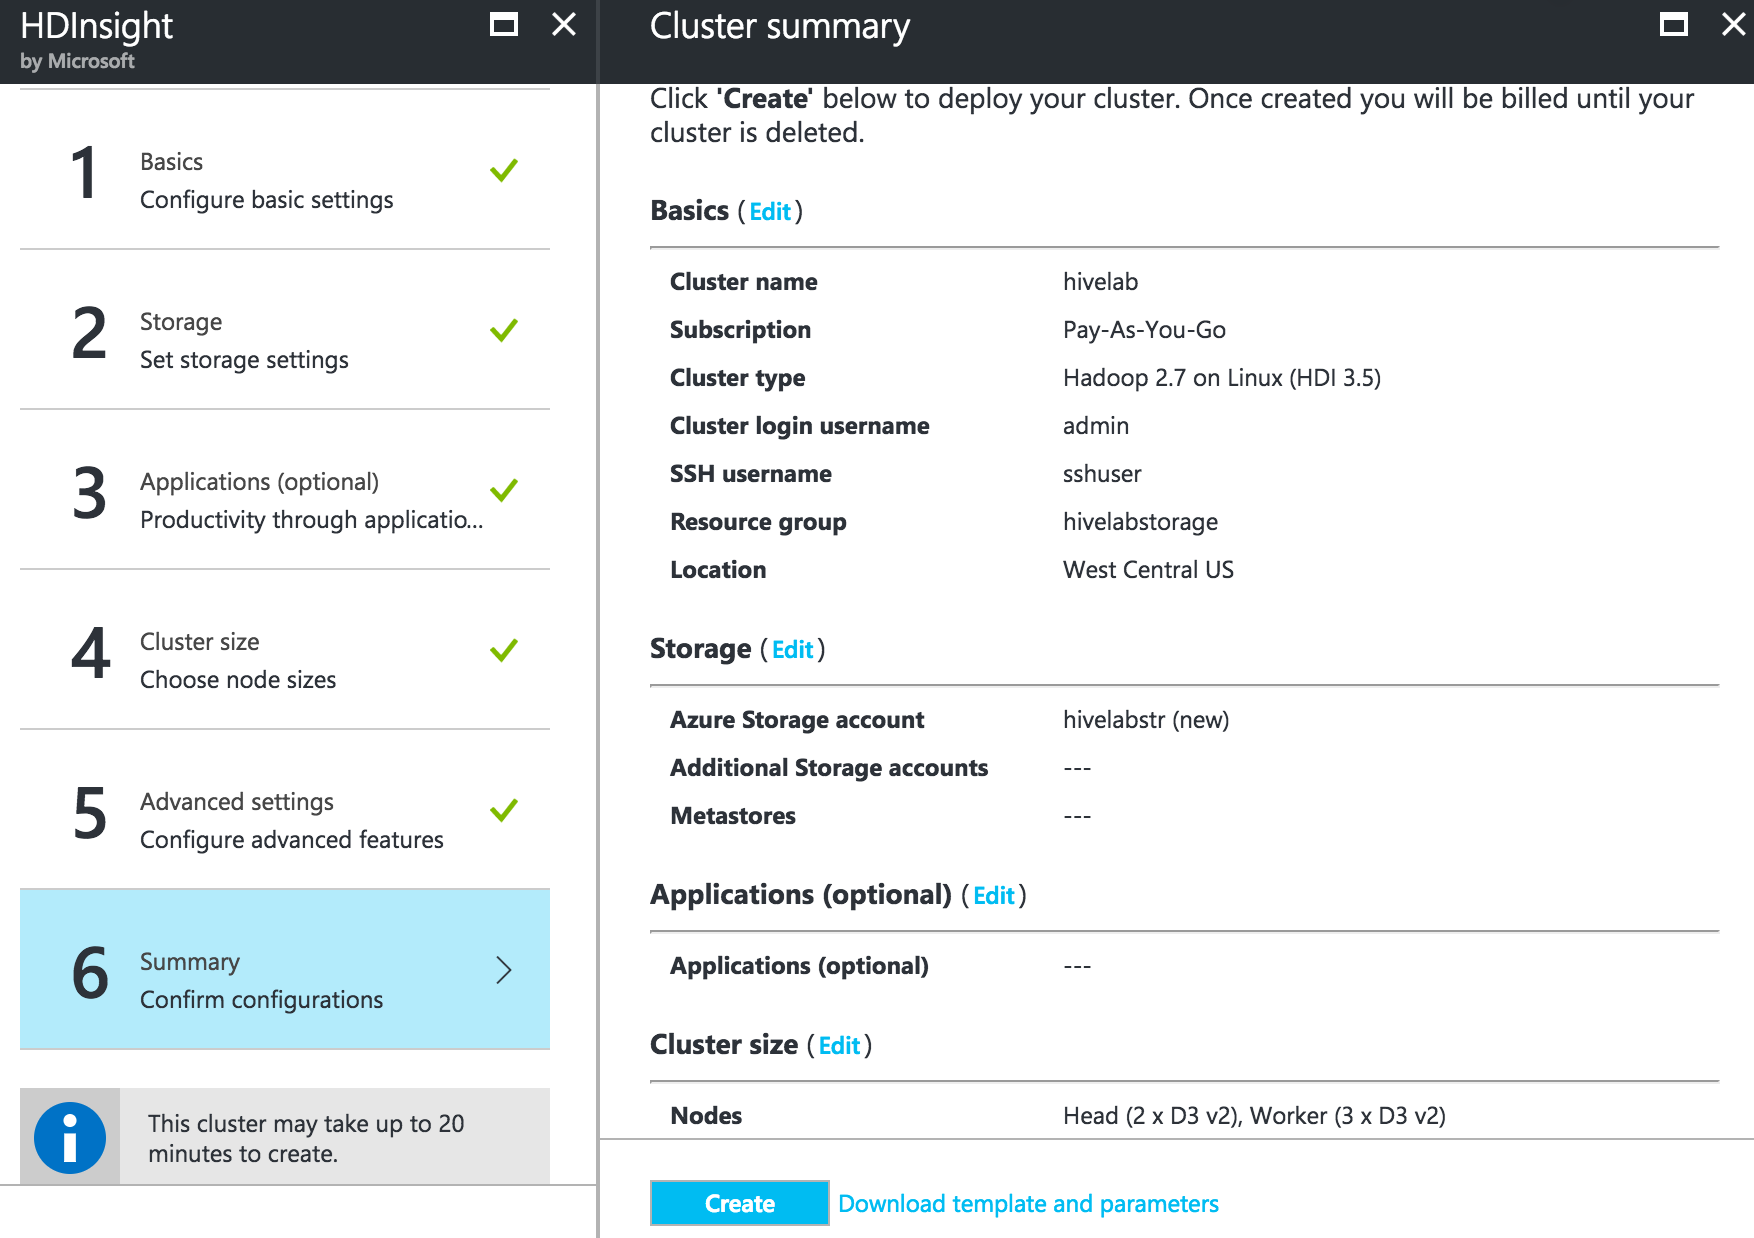 HDInsight
by Microsoft
1
Basics
Configure basic settings
2
Storage
Set storage settings
3
Applications (optional)
Productivity through applicatio...
4
Cluster size
Choose node sizes
5
Advanced settings
Configure advanced features
6
Summary
Confirm configurations
This cluster may take up to 20
minutes to create.
Cluster summary
Click 'Create' below to deploy your cluster. Once created you will be billed until your
cluster is deleted.
Basics (Edit)
Cluster name hivelab
Subscription Pay-As-You-Go
Cluster type Hadoop 2.7 on Linux (HDI 3.5)
Cluster login username admin
SSH username sshuser
Resource group hivelabstorage
Location West Central US
Storage (Edit)
Azure Storage account hivelabstr (new)
Additional Storage accounts ---
Metastores ---
Applications (optional) (Edit)
Applications (optional) ---
Cluster size (Edit)
Nodes Head (2 x D3 v2), Worker (3 x D3 v2)
Create Download template and parameters